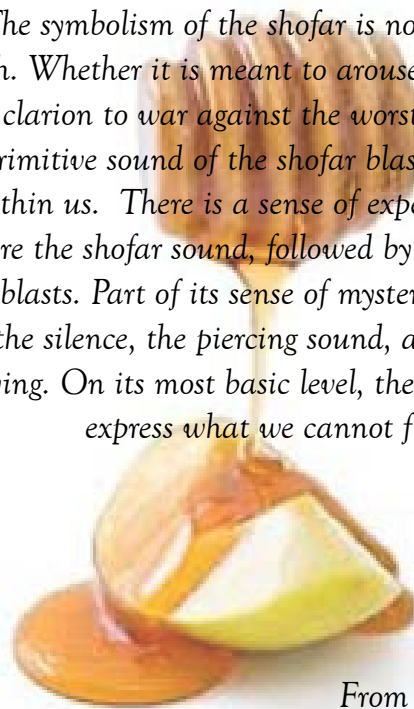 The symbolism of the shofar is no
h. Whether it is meant to arouse
clarion to war against the worst
rimitive sound of the shofar blas
thin us. There is a sense of expe
re the shofar sound, followed by
blasts. Part of its sense of myster
the silence, the piercing sound, a
ing. On its most basic level, the
express what we cannot f
From